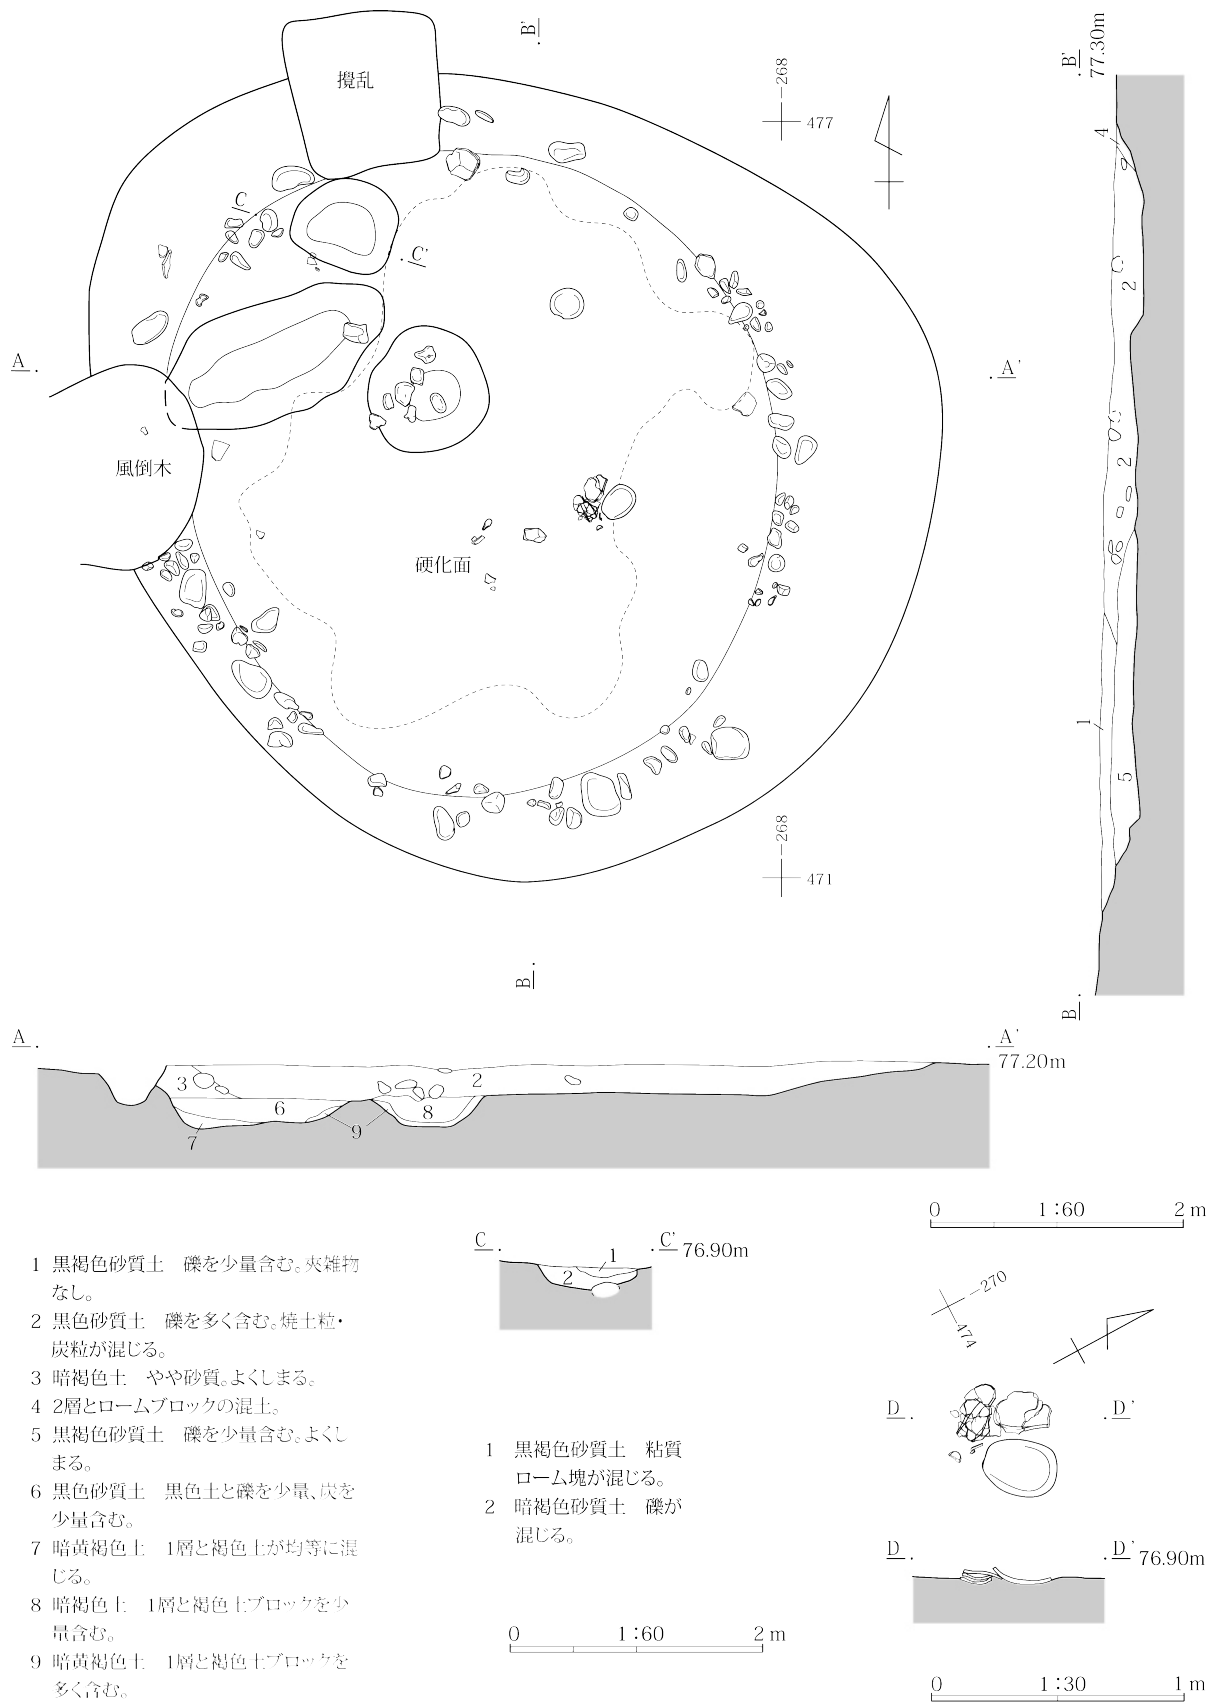 B'
攪乱
-268
477
B'
77.30m
4
C
C'
2
A
A'
風倒木
2
硬化面
1
5
-268
471
B
B
A
A'
77.20m
3
2
6
8
7
9
0 1:60 2 m
C
C'
76.90m
1
2
-270
474
D
D'
D
D'
76.90m
1 黒褐色砂質土 礫を少量含む。夾雑物
なし。
2 黒色砂質土 礫を多く含む。焼土粒・
炭粒が混じる。
3 暗褐色土 やや砂質。よくしまる。
4 2層とロームブロックの混土。
5 黒褐色砂質土 礫を少量含む。よくし
まる。
6 黒色砂質土 黒色土と礫を少量、炭を
少量含む。
7 暗黄褐色土 1層と褐色土が均等に混
じる。
8 暗褐色土 1層と褐色土ブロックを少
量含む。
9 暗黄褐色土 1層と褐色土ブロックを
多く含む。
1 黒褐色砂質土 粘質
ローム塊が混じる。
2 暗褐色砂質土 礫が
混じる。
0 1:60 2 m
0 1:30 1 m